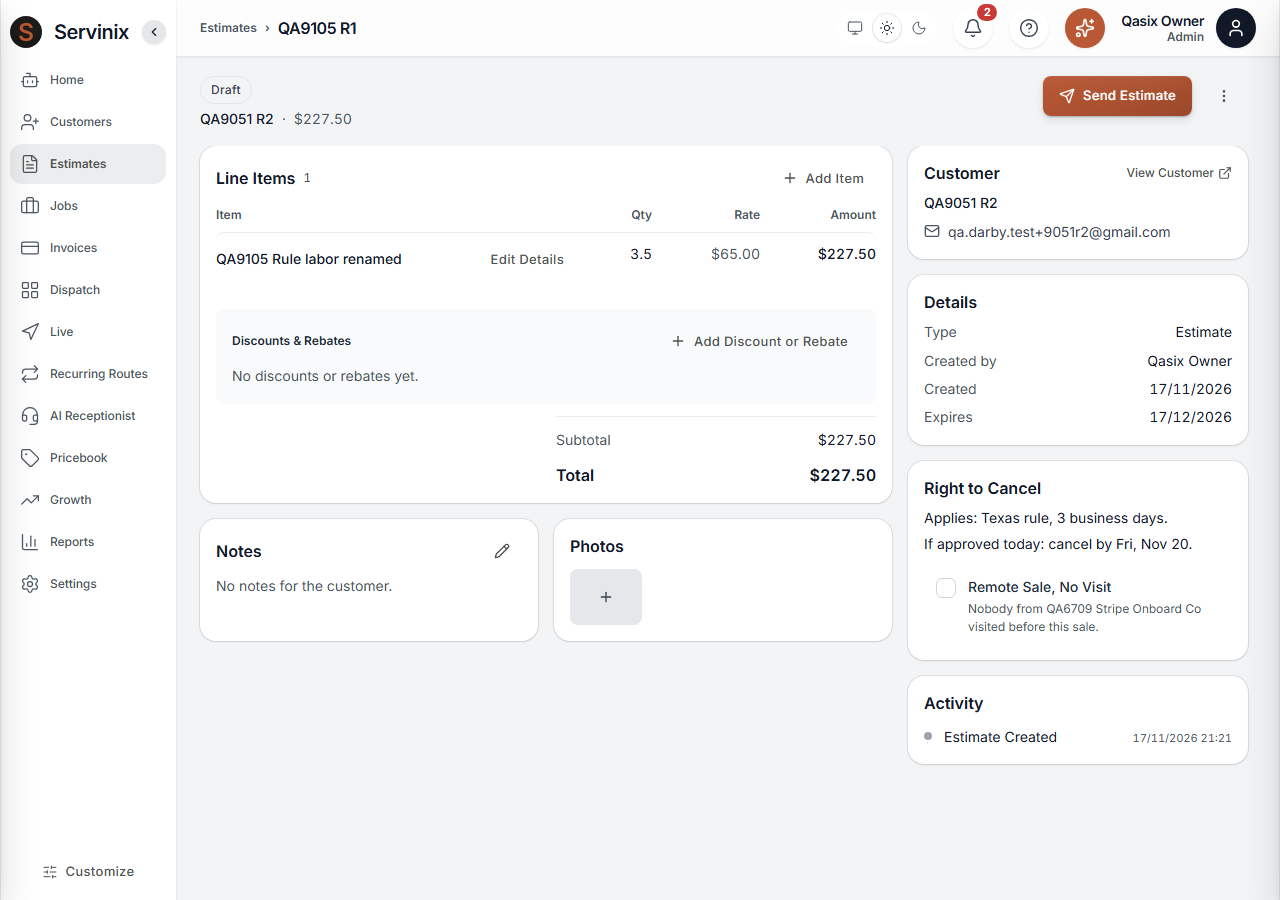 S Servinix
Home
Customers
Estimates
Jobs
Invoices
Dispatch
Live
Recurring Routes
AI Receptionist
Pricebook
Growth
Reports
Settings
Customize
Estimates › QA9105 R1
2
Qasix Owner
Admin
Draft
QA9051 R2 · $227.50
Send Estimate
Line Items 1
+ Add Item
Item Qty Rate Amount
QA9105 Rule labor renamed Edit Details 3.5 $65.00 $227.50
Discounts & Rebates + Add Discount or Rebate
No discounts or rebates yet.
Subtotal $227.50
Total $227.50
Notes
No notes for the customer.
Photos
+
Customer View Customer
QA9051 R2
qa.darby.test+9051r2@gmail.com
Details
Type Estimate
Created by Qasix Owner
Created 17/11/2026
Expires 17/12/2026
Right to Cancel
Applies: Texas rule, 3 business days.
If approved today: cancel by Fri, Nov 20.
Remote Sale, No Visit
Nobody from QA6709 Stripe Onboard Co
visited before this sale.
Activity
Estimate Created 17/11/2026 21:21